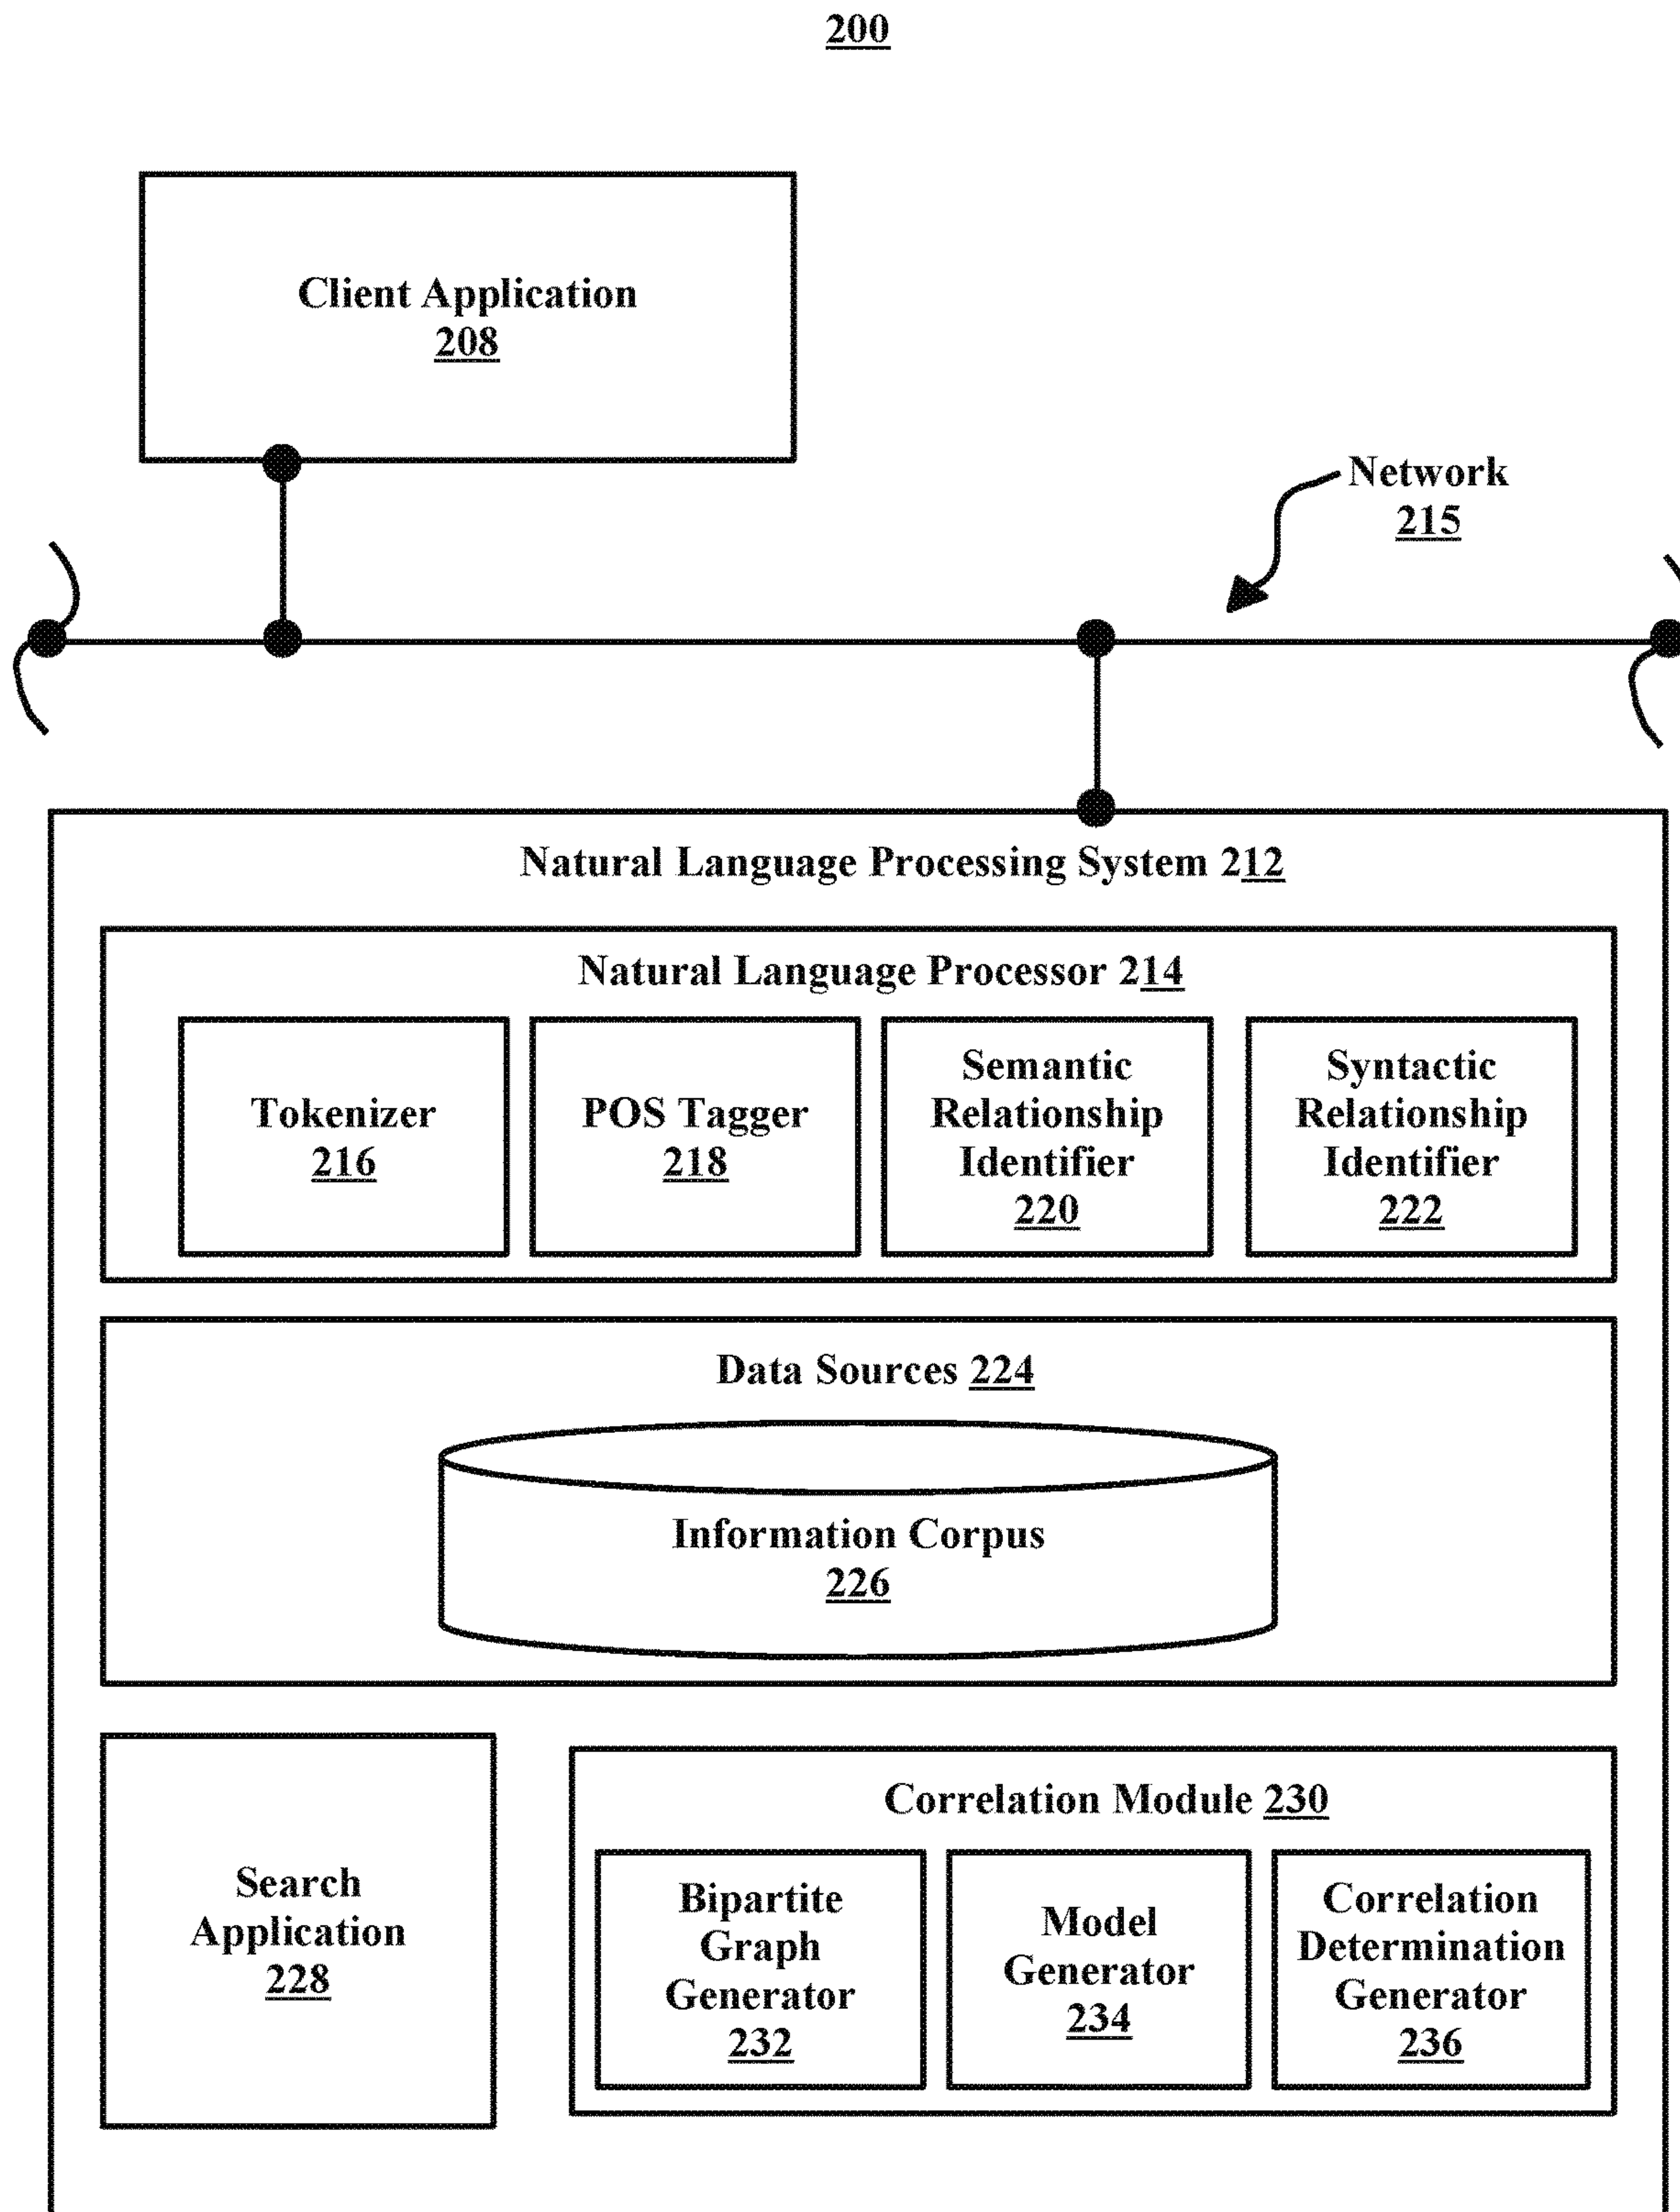 200
Client Application
208
Network
215
Natural Language Processing System 212
Natural Language Processor 214
Tokenizer
216
POS Tagger
218
Semantic
Relationship
Identifier
220
Syntactic
Relationship
Identifier
222
Data Sources 224
Information Corpus
226
Search
Application
228
Correlation Module 230
Bipartite
Graph
Generator
232
Model
Generator
234
Correlation
Determination
Generator
236